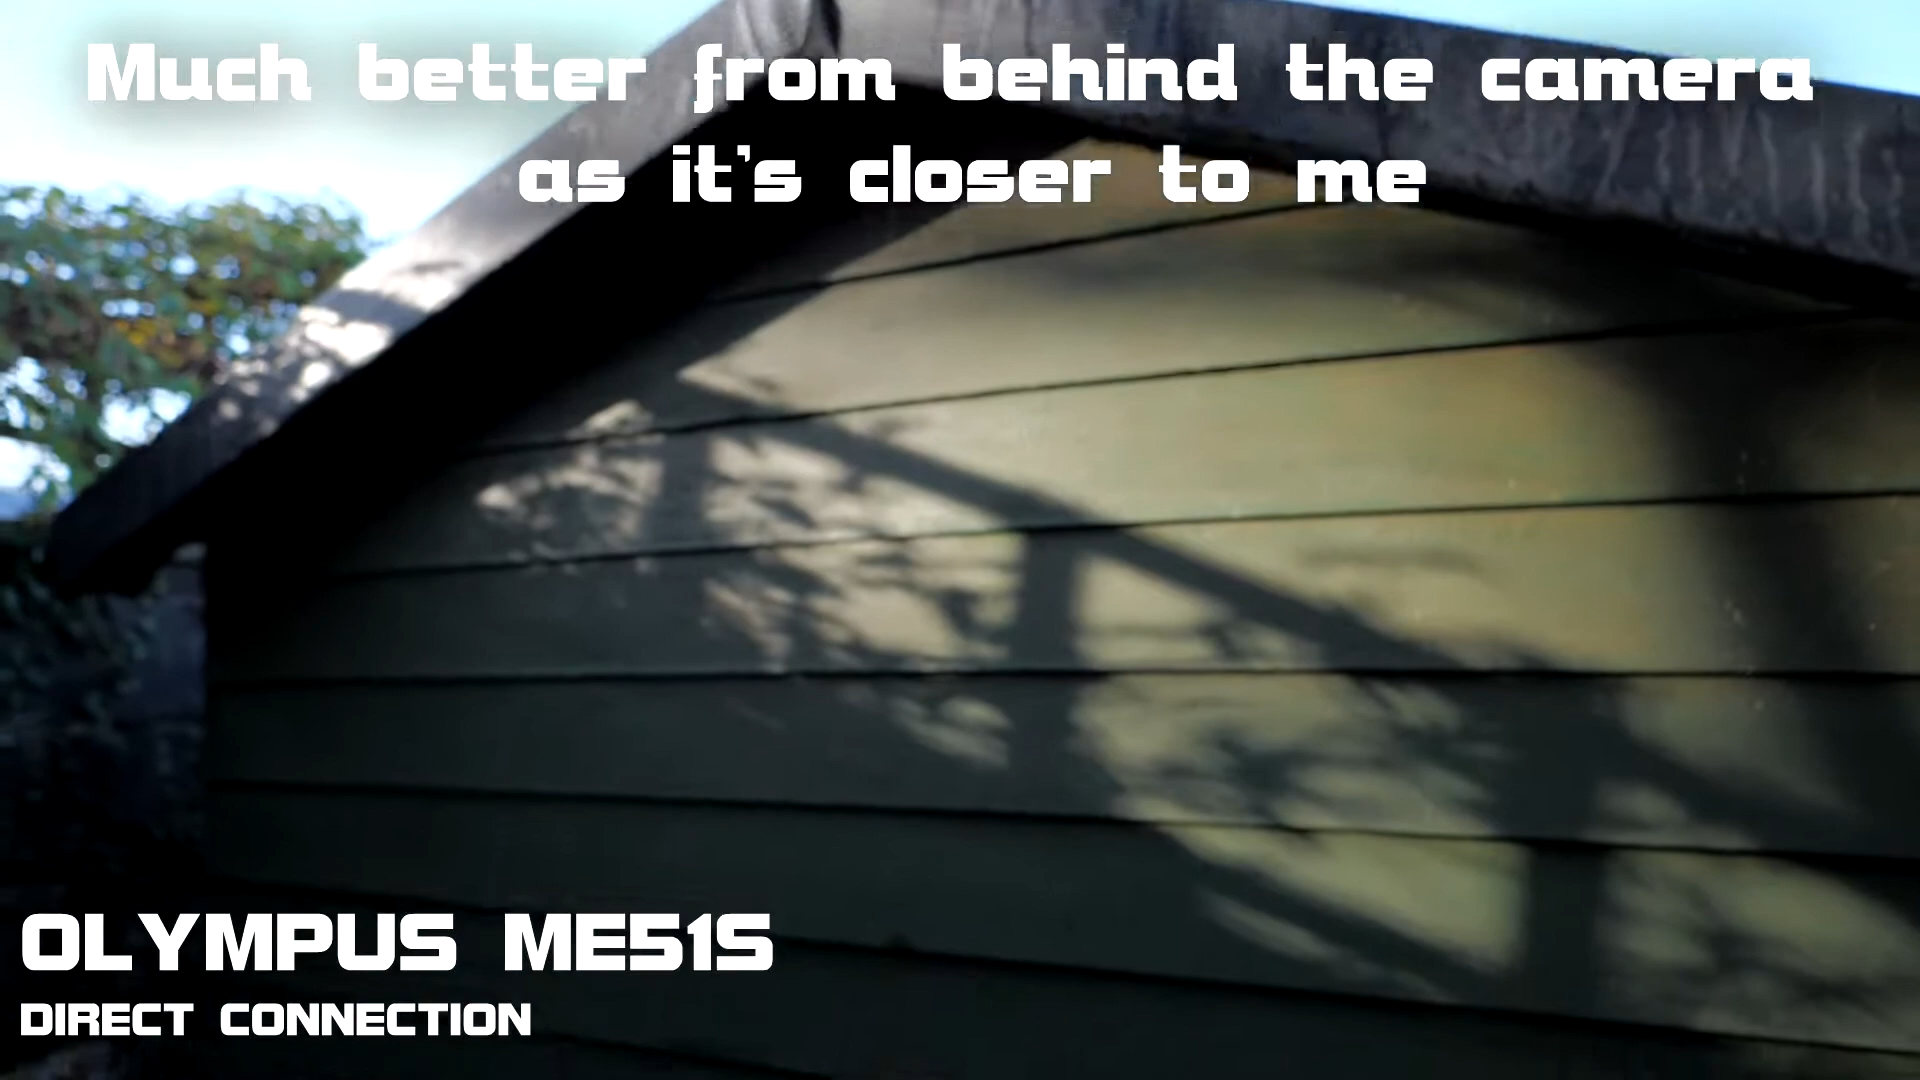 Much better from behind the camera
as it's closer to me
OLYMPUS ME51S
DIRECT CONNECTION